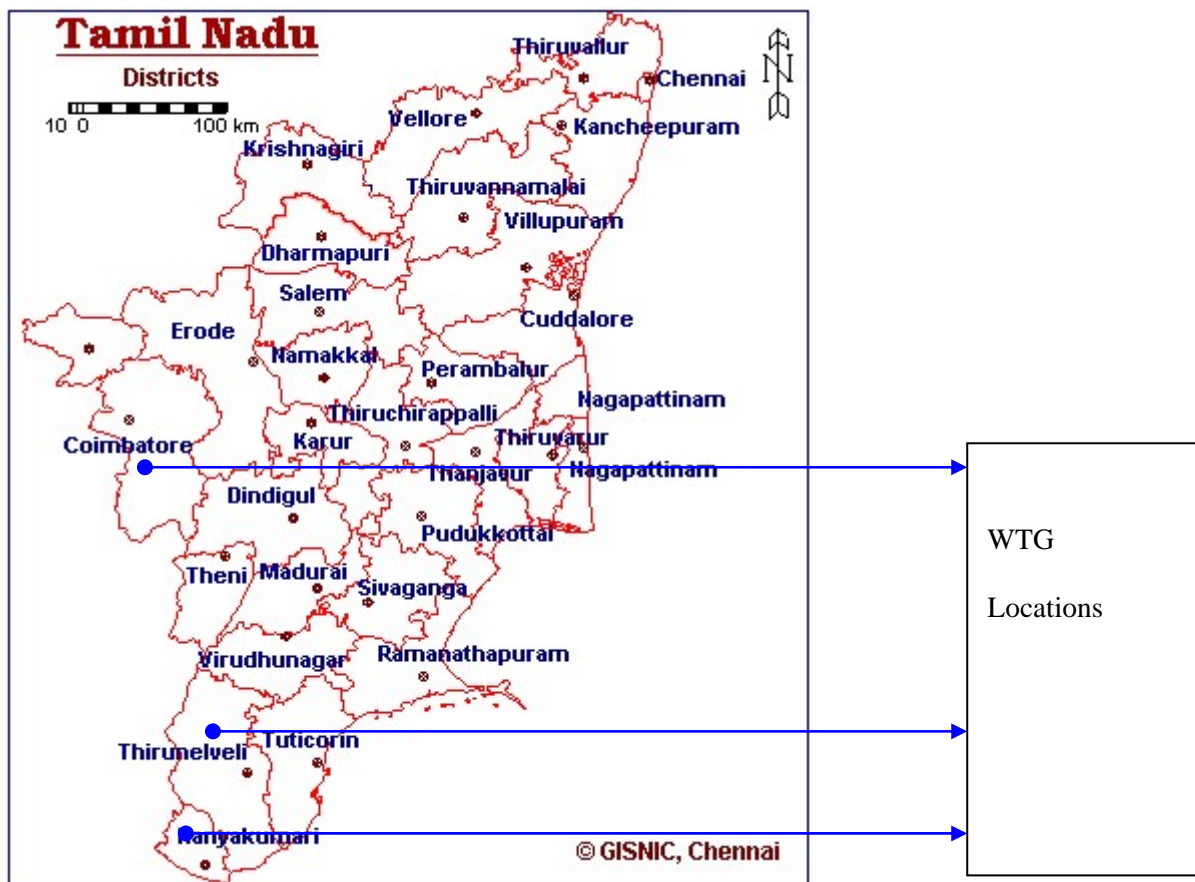 Tamil Nadu
Districts
10 0 100 km
N
Thiruvallur
Chennai
Vellore
Kancheepuram
Krishnagiri
Thiruvannamalai
Villupuram
Dharmapuri
Salem
Cuddalore
Erode
Namakkal
Perambalur
Nagapattinam
Thiruchirappalli
Coimbatore
Karur
Thiruvarur
Thanjavur
Nagapattinam
Dindigul
Pudukkottai
WTG
Theni
Madurai
Sivaganga
Locations
Virudhunagar
Ramanathapuram
Thirunelveli
Tuticorin
Kanyakumari
© GISNIC, Chennai